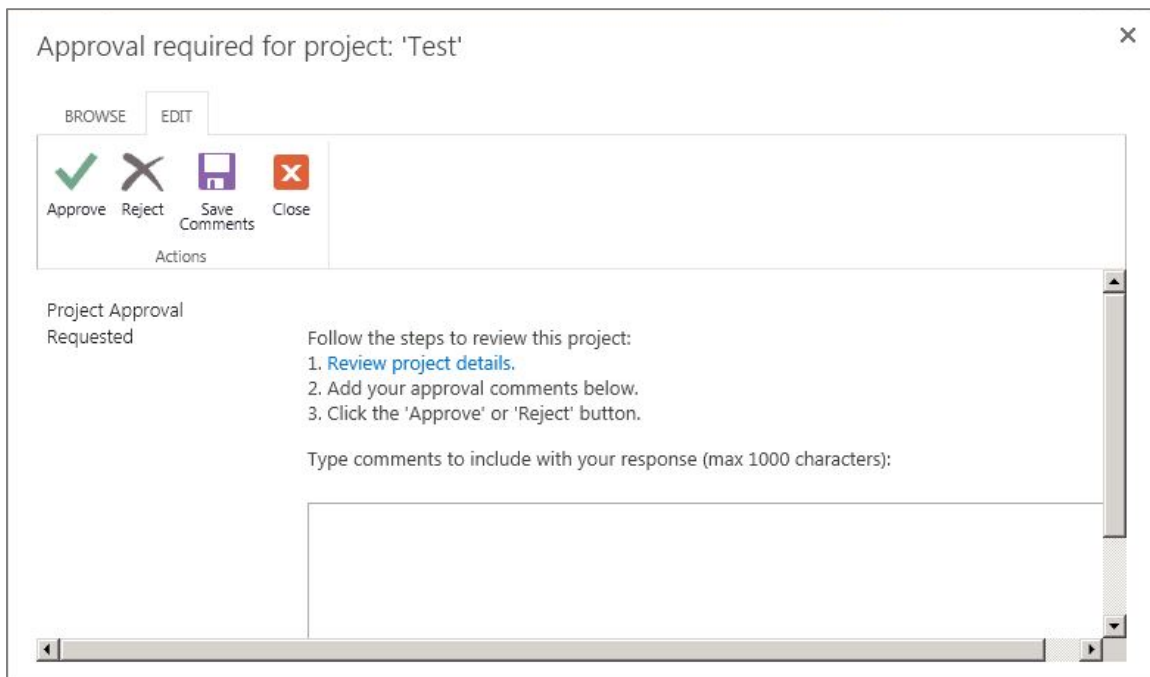 Approval required for project: 'Test'
BROWSE EDIT
Approve Reject Save Comments Close
Actions
Project Approval
Requested
Follow the steps to review this project:
1. Review project details.
2. Add your approval comments below.
3. Click the 'Approve' or 'Reject' button.
Type comments to include with your response (max 1000 characters):